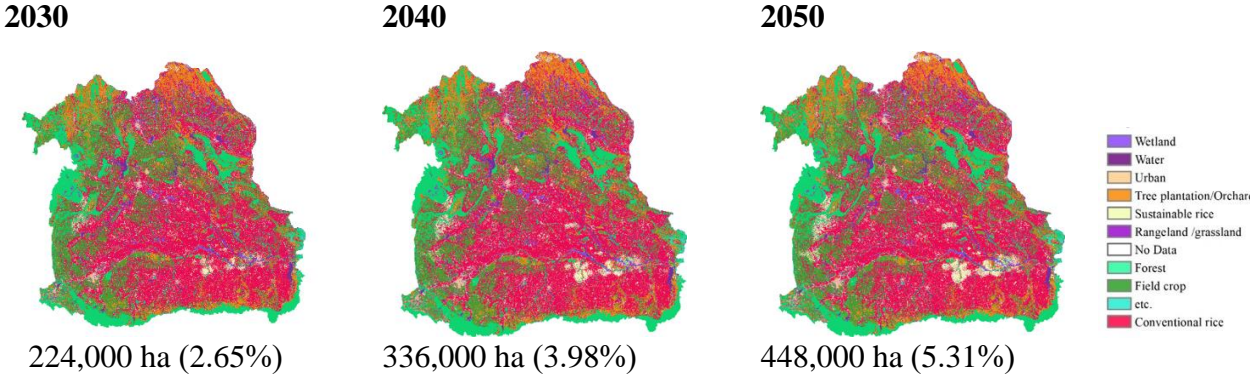 2030
2040
2050
Wetland
Water
Urban
Tree plantation/Orchard
Sustainable rice
Rangeland /grassland
No Data
Forest
Field crop
etc.
Conventional rice
224,000 ha (2.65%)
336,000 ha (3.98%)
448,000 ha (5.31%)